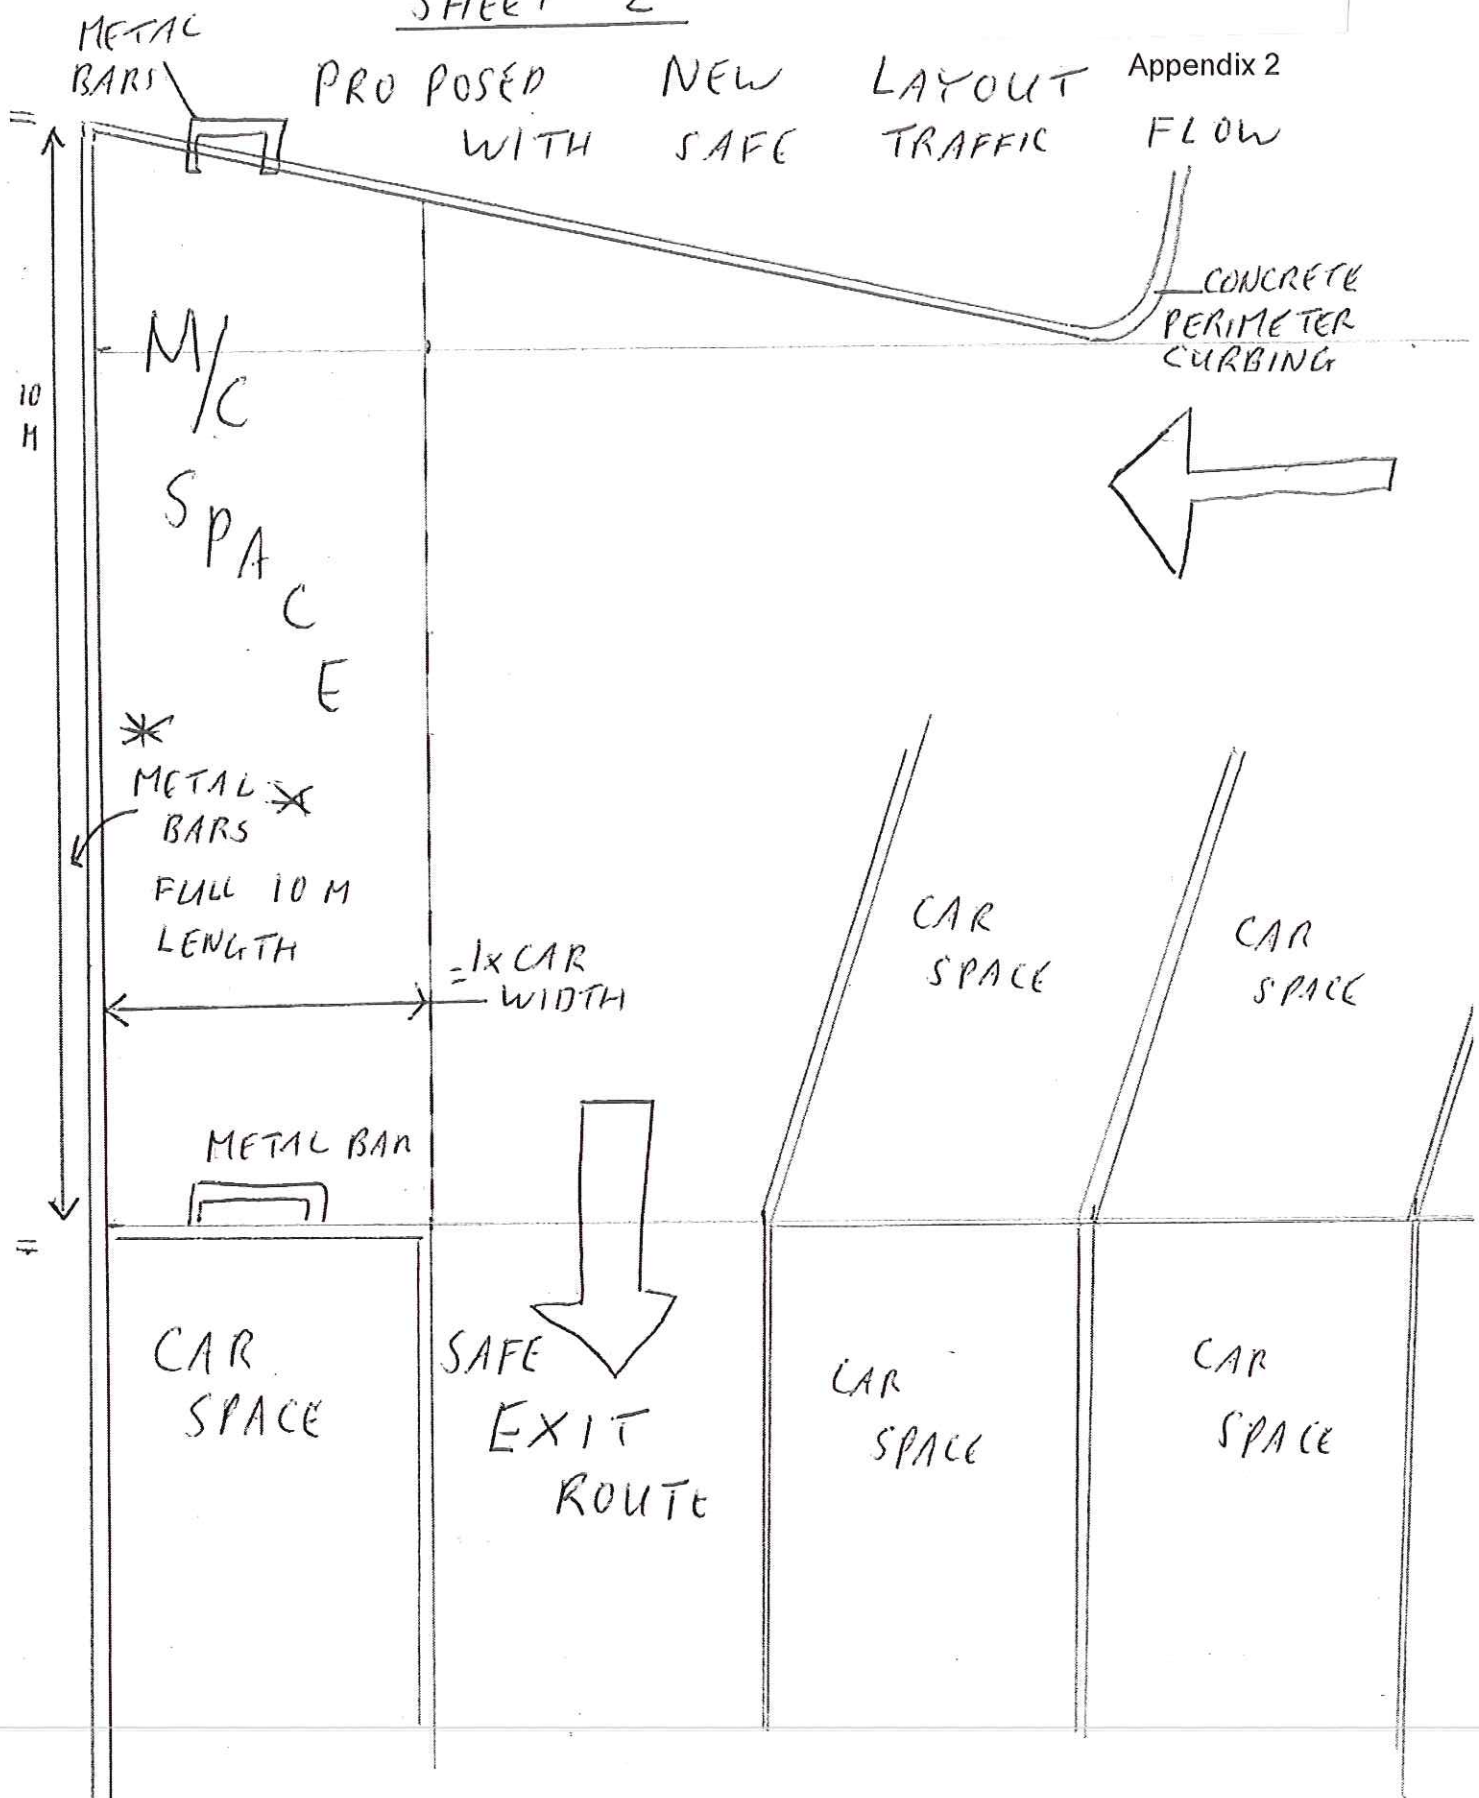 SHEET 2
METAL
BARS
PROPOSED NEW LAYOUT
Appendix 2
WITH SAFE TRAFFIC FLOW
CONCRETE
PERIMETER
CURBING
10
M
M/C
SPACE
*
METAL *
BARS
FULL 10 M
LENGTH
=1x CAR
WIDTH
CAR
SPACE
CAR
SPACE
METAL BAR
CAR
SPACE
SAFE
EXIT
ROUTE
CAR
SPACE
CAR
SPACE